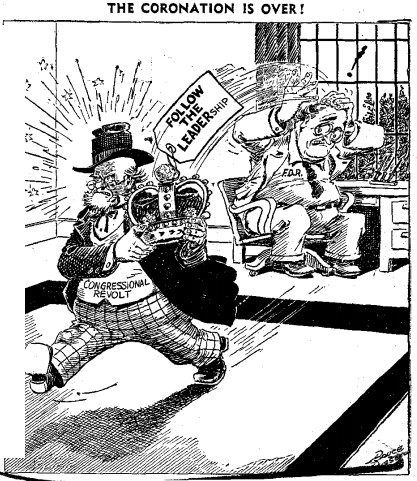 THE CORONATION IS OVER!
FOLLOW
THE
LEADERSHIP
F.D.R.
CONGRESSIONAL
REVOLT